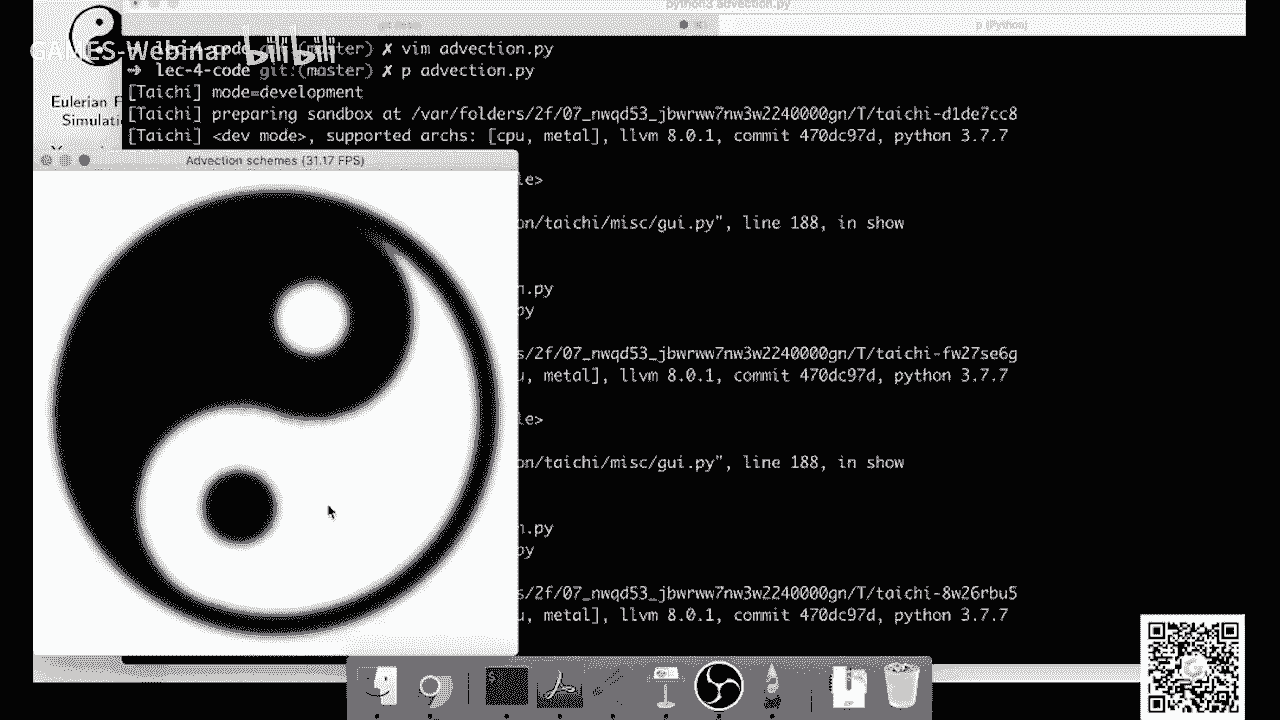 python3 advection.py
p (Python)
GAMES-Webinar bilibili
lec-4-code git:(master) ✗ vim advection.py
→ lec-4-code git:(master) ✗ p advection.py
[Taichi] mode=development
Eulerian F
[Taichi] preparing sandbox at /var/folders/2f/07_nwqd53_jbwrww7nw3w2240000gn/T/taichi-d1de7cc8
Simulati
[Taichi] <dev mode>, supported archs: [cpu, metal], llvm 8.0.1, commit 470dc97d, python 3.7.7
Advection schemes (31.17 FPS)
le>
on/taichi/misc/gui.py", line 188, in show
n.py
py
s/2f/07_nwqd53_jbwrww7nw3w2240000gn/T/taichi-fw27se6g
u, metal], llvm 8.0.1, commit 470dc97d, python 3.7.7
le>
on/taichi/misc/gui.py", line 188, in show
n.py
py
s/2f/07_nwqd53_jbwrww7nw3w2240000gn/T/taichi-8w26rbu5
u, metal], llvm 8.0.1, commit 470dc97d, python 3.7.7